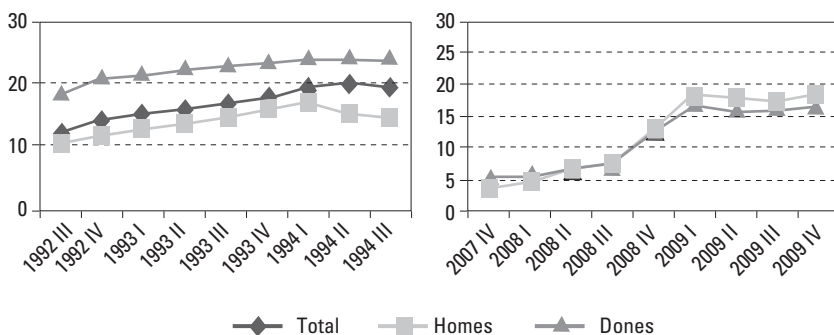 30
20
10
0
1992 III
1992 IV
1993 I
1993 II
1993 III
1993 IV
1994 I
1994 II
1994 III
30
25
20
15
10
5
0
2007 IV
2008 I
2008 II
2008 III
2008 IV
2009 I
2009 II
2009 III
2009 IV
Total Homes Dones